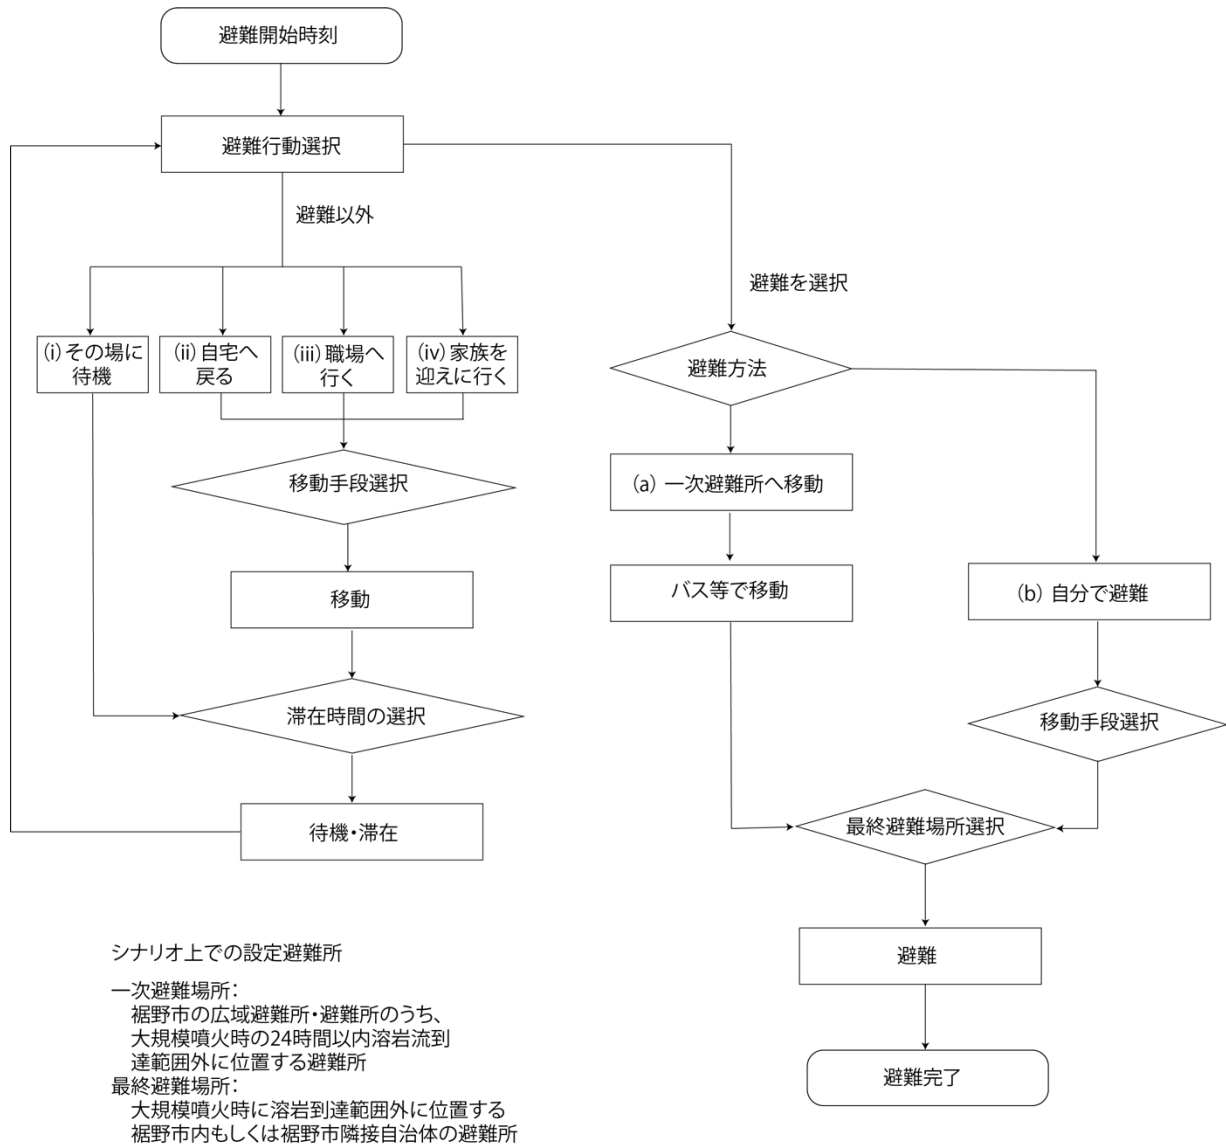 避難開始時刻
避難行動選択
避難以外
(i) その場に
待機
(ii) 自宅へ
戻る
(iii) 職場へ
行く
(iv) 家族を
迎えに行く
移動手段選択
移動
滞在時間の選択
待機・滞在
避難を選択
避難方法
(a) 一次避難所へ移動
バス等で移動
(b) 自分で避難
移動手段選択
最終避難場所選択
避難
避難完了
シナリオ上での設定避難所
一次避難場所：
裾野市の広域避難所・避難所のうち、
大規模噴火時の24時間以内溶岩流到
達範囲外に位置する避難所
最終避難場所：
大規模噴火時に溶岩到達範囲外に位置する
裾野市内もしくは裾野市隣接自治体の避難所